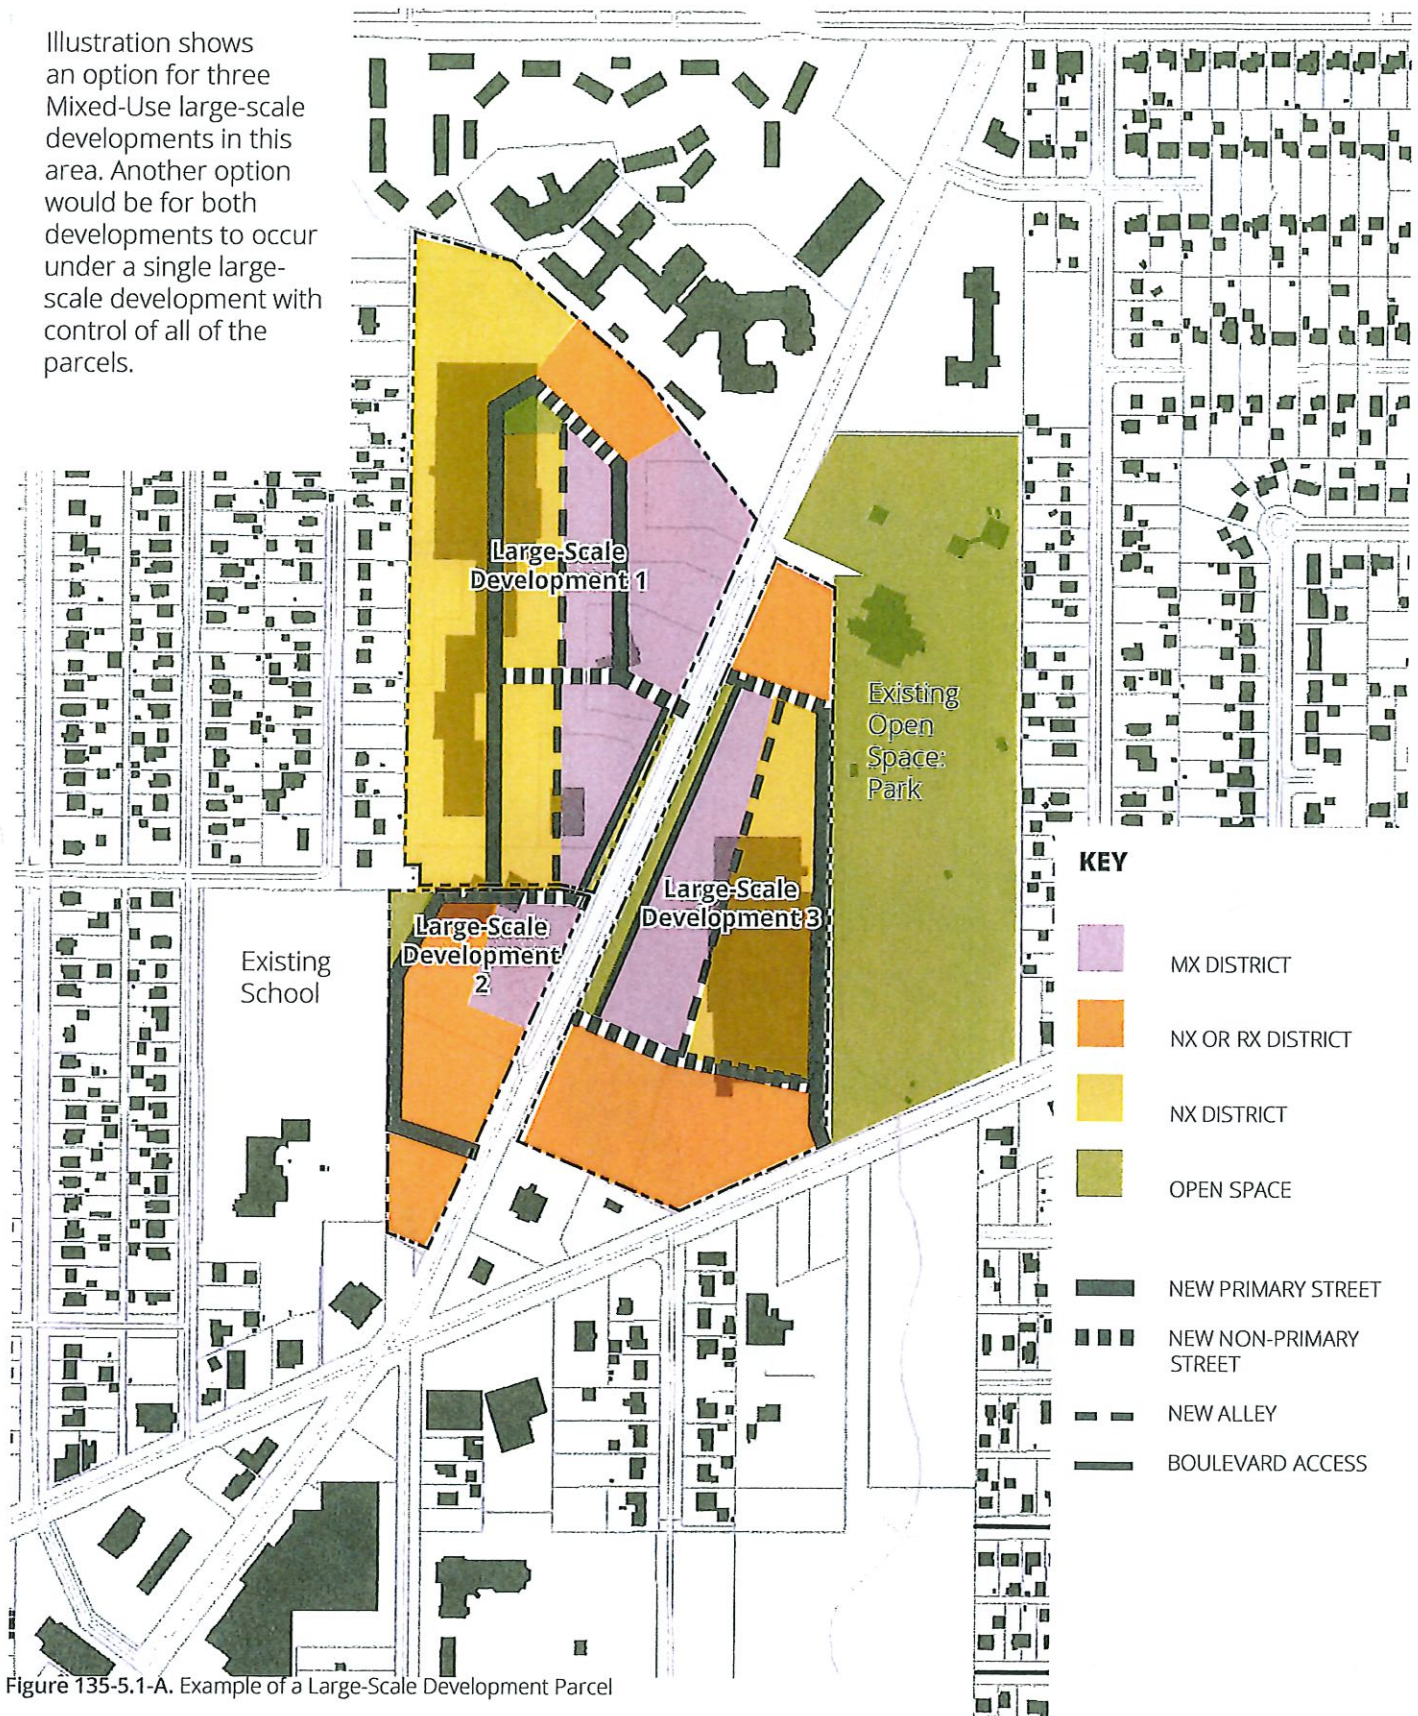 Illustration shows
an option for three
Mixed-Use large-scale
developments in this
area. Another option
would be for both
developments to occur
under a single large-
scale development with
control of all of the
parcels.
Large-Scale
Development 1
Existing
Open
Space:
Park
Large-Scale
Development 3
Large-Scale
Development
2
Existing
School
KEY
MX DISTRICT
NX OR RX DISTRICT
NX DISTRICT
OPEN SPACE
NEW PRIMARY STREET
NEW NON-PRIMARY
STREET
NEW ALLEY
BOULEVARD ACCESS
Figure 135-5.1-A. Example of a Large-Scale Development Parcel